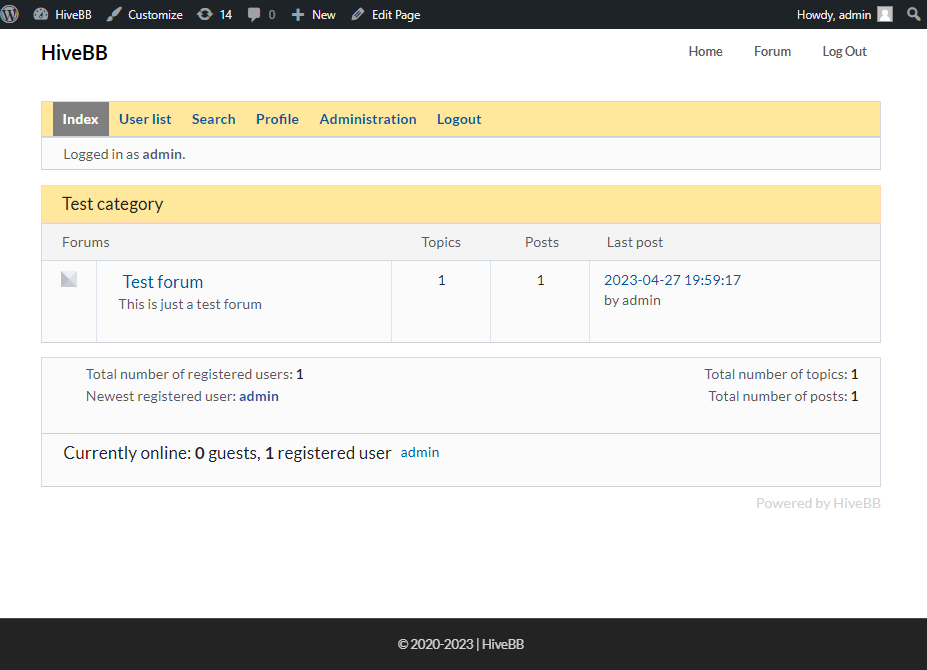 HiveBB Customize 14 0 New Edit Page Howdy, admin
HiveBB Home Forum Log Out
Index User list Search Profile Administration Logout
Logged in as admin.
Test category
Forums Topics Posts Last post
Test forum 1 1 2023-04-27 19:59:17
This is just a test forum by admin
Total number of registered users: 1 Total number of topics: 1
Newest registered user: admin Total number of posts: 1
Currently online: 0 guests, 1 registered user admin
Powered by HiveBB
© 2020-2023 | HiveBB